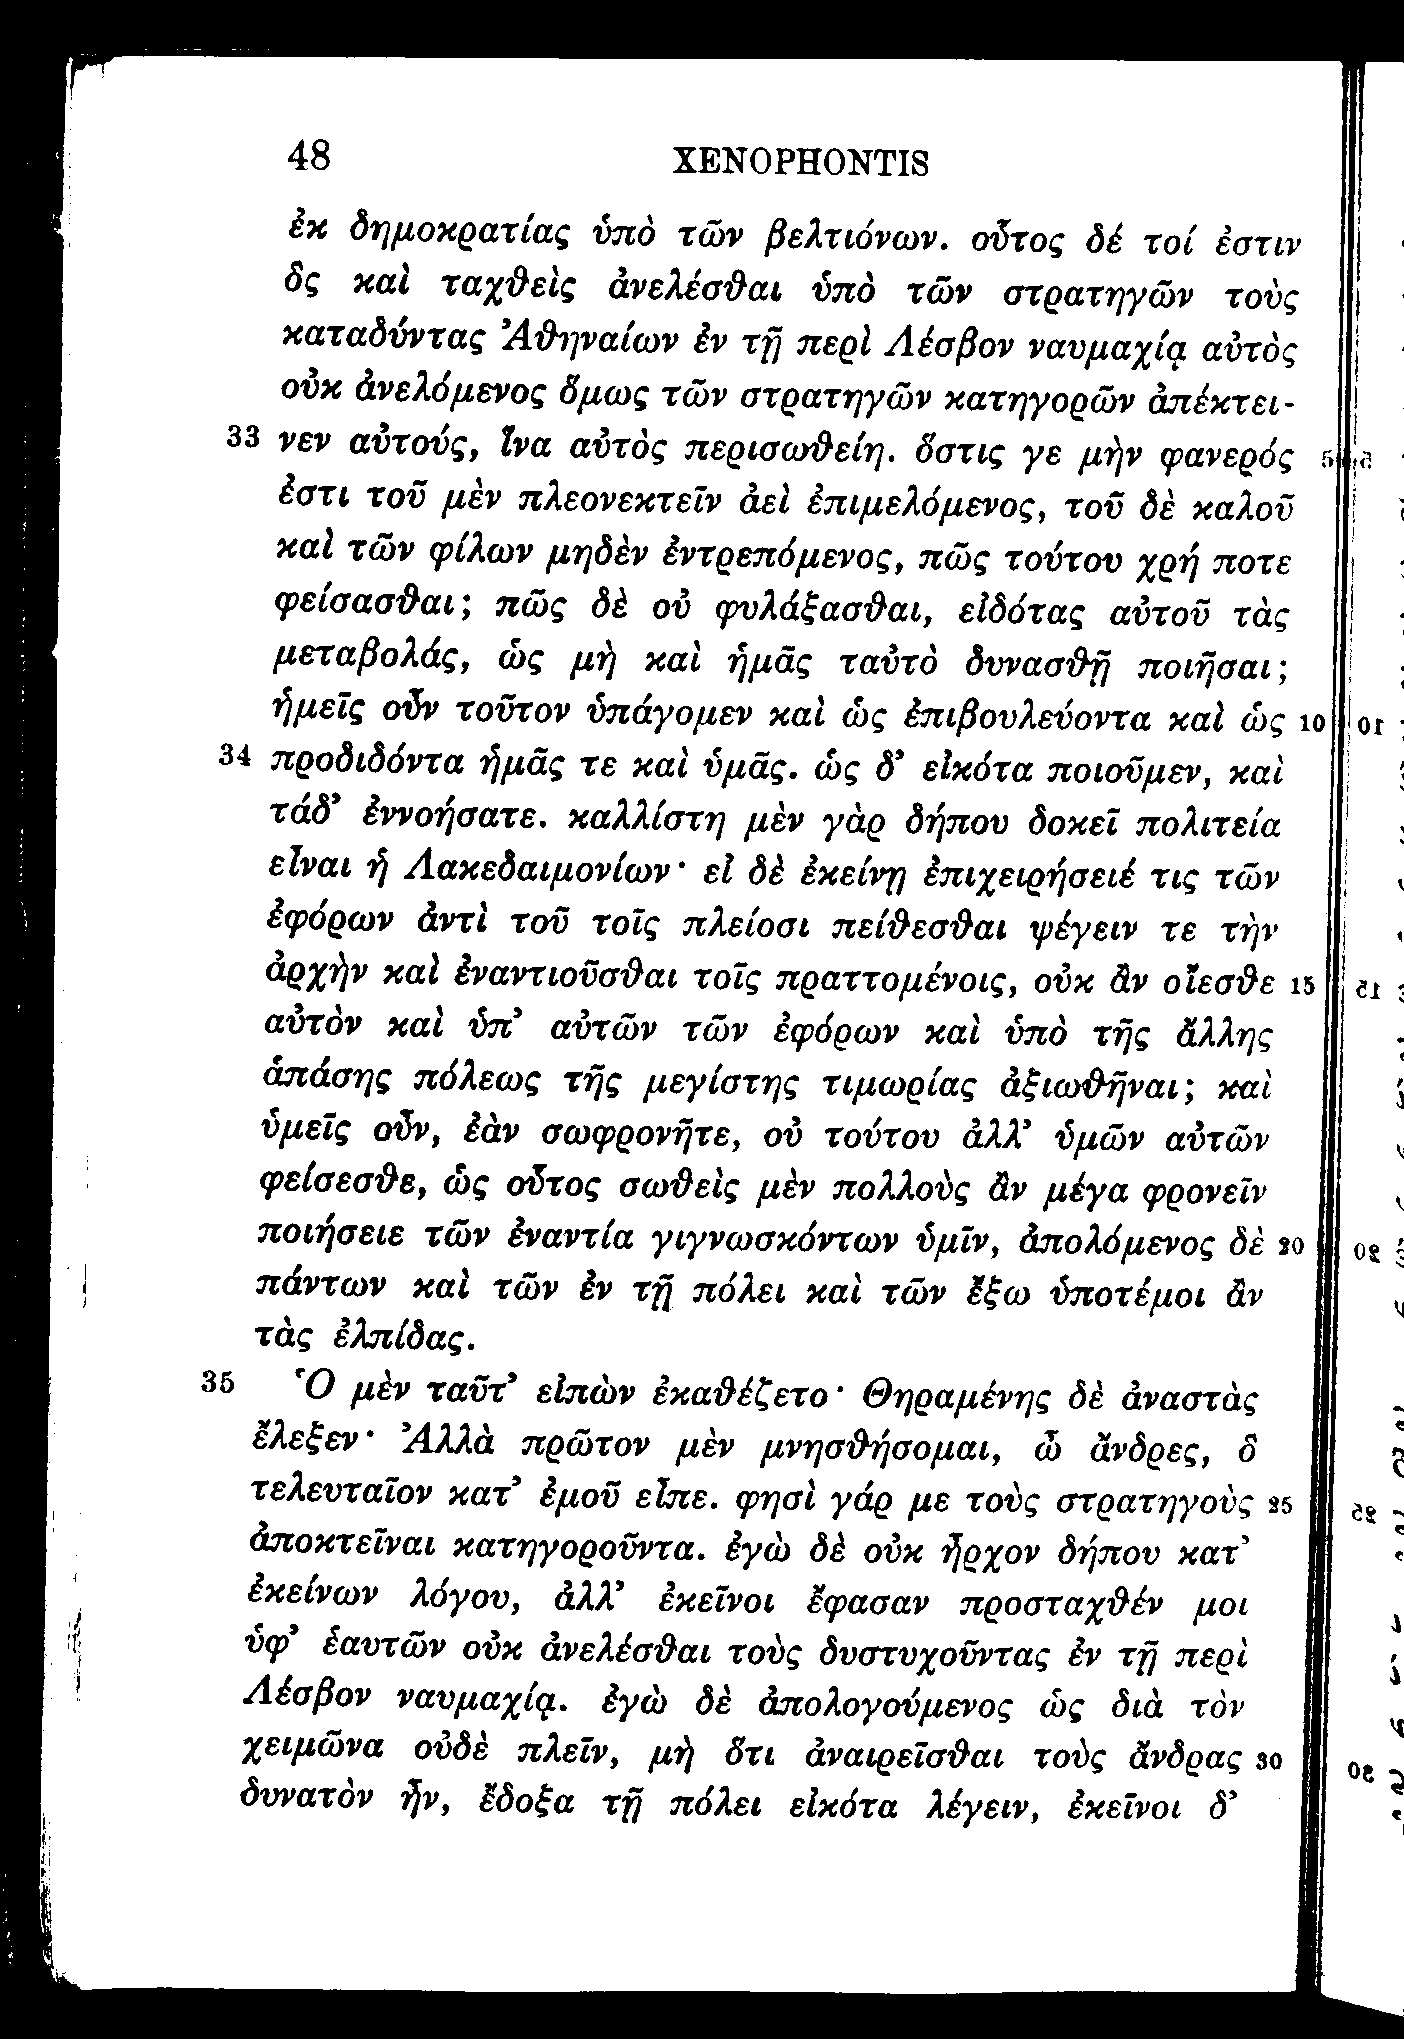 48 XENOPHONTIS
ἐκ δημοκρατίας ὑπὸ τῶν βελτιόνων. οὗτος δέ τοί ἐστιν
ὃς καὶ ταχθεὶς ἀνελέσθαι ὑπὸ τῶν στρατηγῶν τοὺς
καταδύντας Ἀθηναίων ἐν τῇ περὶ Λέσβον ναυμαχίᾳ αὐτὸς
οὐκ ἀνελόμενος ὅμως τῶν στρατηγῶν κατηγορῶν ἀπέκτει-
33 νεν αὐτούς, ἵνα αὐτὸς περισωθείη. ὅστις γε μὴν φανερός 5
ἐστι τοῦ μὲν πλεονεκτεῖν ἀεὶ ἐπιμελόμενος, τοῦ δὲ καλοῦ
καὶ τῶν φίλων μηδὲν ἐντρεπόμενος, πῶς τούτου χρή ποτε
φείσασθαι; πῶς δὲ οὐ φυλάξασθαι, εἰδότας αὐτοῦ τὰς
μεταβολάς, ὡς μὴ καὶ ἡμᾶς ταὐτὸ δυνασθῇ ποιῆσαι;
ἡμεῖς οὖν τοῦτον ὑπάγομεν καὶ ὡς ἐπιβουλεύοντα καὶ ὡς 10
34 προδιδόντα ἡμᾶς τε καὶ ὑμᾶς. ὡς δ’ εἰκότα ποιοῦμεν, καὶ
τάδ’ ἐννοήσατε. καλλίστη μὲν γὰρ δήπου δοκεῖ πολιτεία
εἶναι ἡ Λακεδαιμονίων· εἰ δὲ ἐκείνῃ ἐπιχειρήσειέ τις τῶν
ἐφόρων ἀντὶ τοῦ τοῖς πλείοσι πείθεσθαι ψέγειν τε τὴν
ἀρχὴν καὶ ἐναντιοῦσθαι τοῖς πραττομένοις, οὐκ ἂν οἴεσθε 15
αὐτὸν καὶ ὑπ’ αὐτῶν τῶν ἐφόρων καὶ ὑπὸ τῆς ἄλλης
ἁπάσης πόλεως τῆς μεγίστης τιμωρίας ἀξιωθῆναι; καὶ
ὑμεῖς οὖν, ἐὰν σωφρονῆτε, οὐ τούτου ἀλλ’ ὑμῶν αὐτῶν
φείσεσθε, ὡς οὗτος σωθεὶς μὲν πολλοὺς ἂν μέγα φρονεῖν
ποιήσειε τῶν ἐναντία γιγνωσκόντων ὑμῖν, ἀπολόμενος δὲ 20
πάντων καὶ τῶν ἐν τῇ πόλει καὶ τῶν ἔξω ὑποτέμοι ἂν
τὰς ἐλπίδας.
35 Ὁ μὲν ταῦτ’ εἰπὼν ἐκαθέζετο· Θηραμένης δὲ ἀναστὰς
ἔλεξεν· Ἀλλὰ πρῶτον μὲν μνησθήσομαι, ὦ ἄνδρες, ὃ
τελευταῖον κατ’ ἐμοῦ εἶπε. φησὶ γάρ με τοὺς στρατηγοὺς 25
ἀποκτεῖναι κατηγοροῦντα. ἐγὼ δὲ οὐκ ἦρχον δήπου κατ’
ἐκείνων λόγου, ἀλλ’ ἐκεῖνοι ἔφασαν προσταχθέν μοι
ὑφ’ ἑαυτῶν οὐκ ἀνελέσθαι τοὺς δυστυχοῦντας ἐν τῇ περὶ
Λέσβον ναυμαχίᾳ. ἐγὼ δὲ ἀπολογούμενος ὡς διὰ τὸν
χειμῶνα οὐδὲ πλεῖν, μὴ ὅτι ἀναιρεῖσθαι τοὺς ἄνδρας 30
δυνατὸν ἦν, ἔδοξα τῇ πόλει εἰκότα λέγειν, ἐκεῖνοι δ’